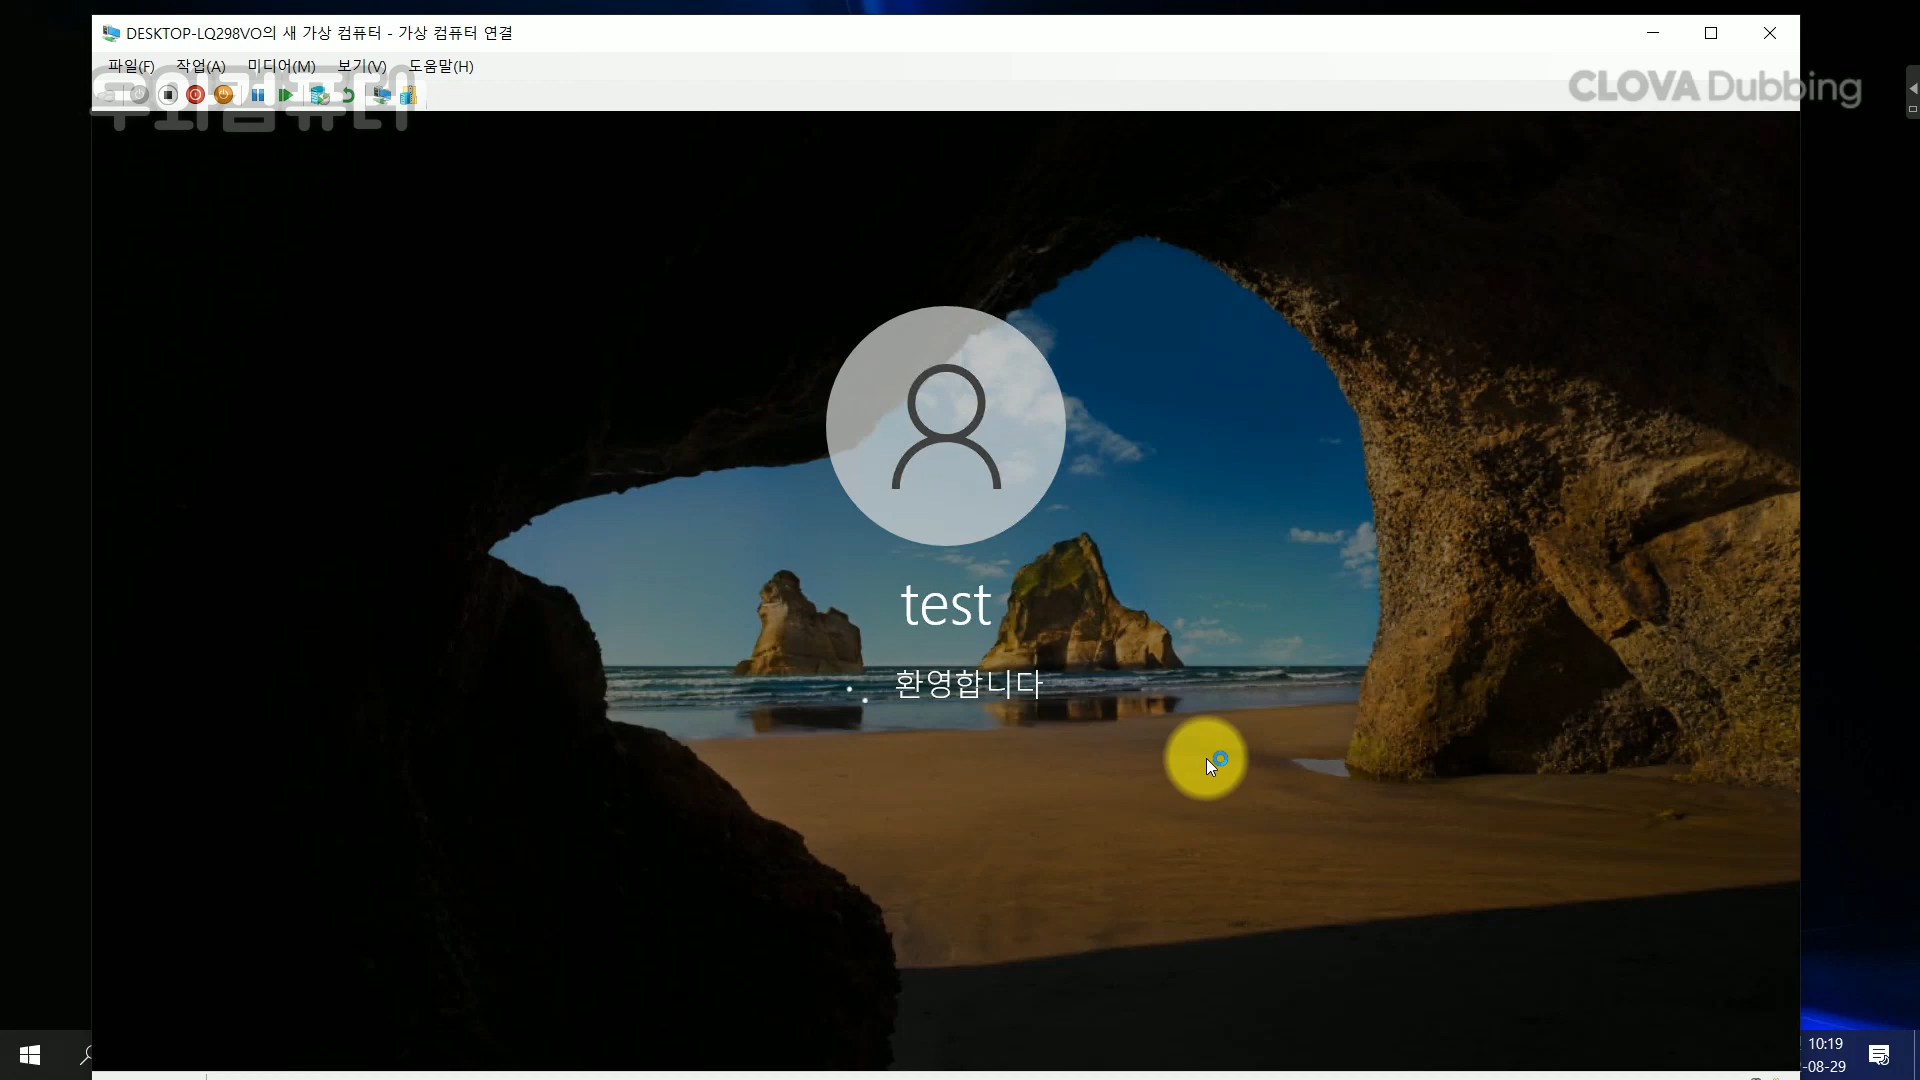 DESKTOP-LQ298VO의 새 가상 컴퓨터 - 가상 컴퓨터 연결
파일(F) 작업(A) 미디어(M) 보기(V) 도움말(H)
CLOVA Dubbing
test
환영합니다
10:19
-08-29